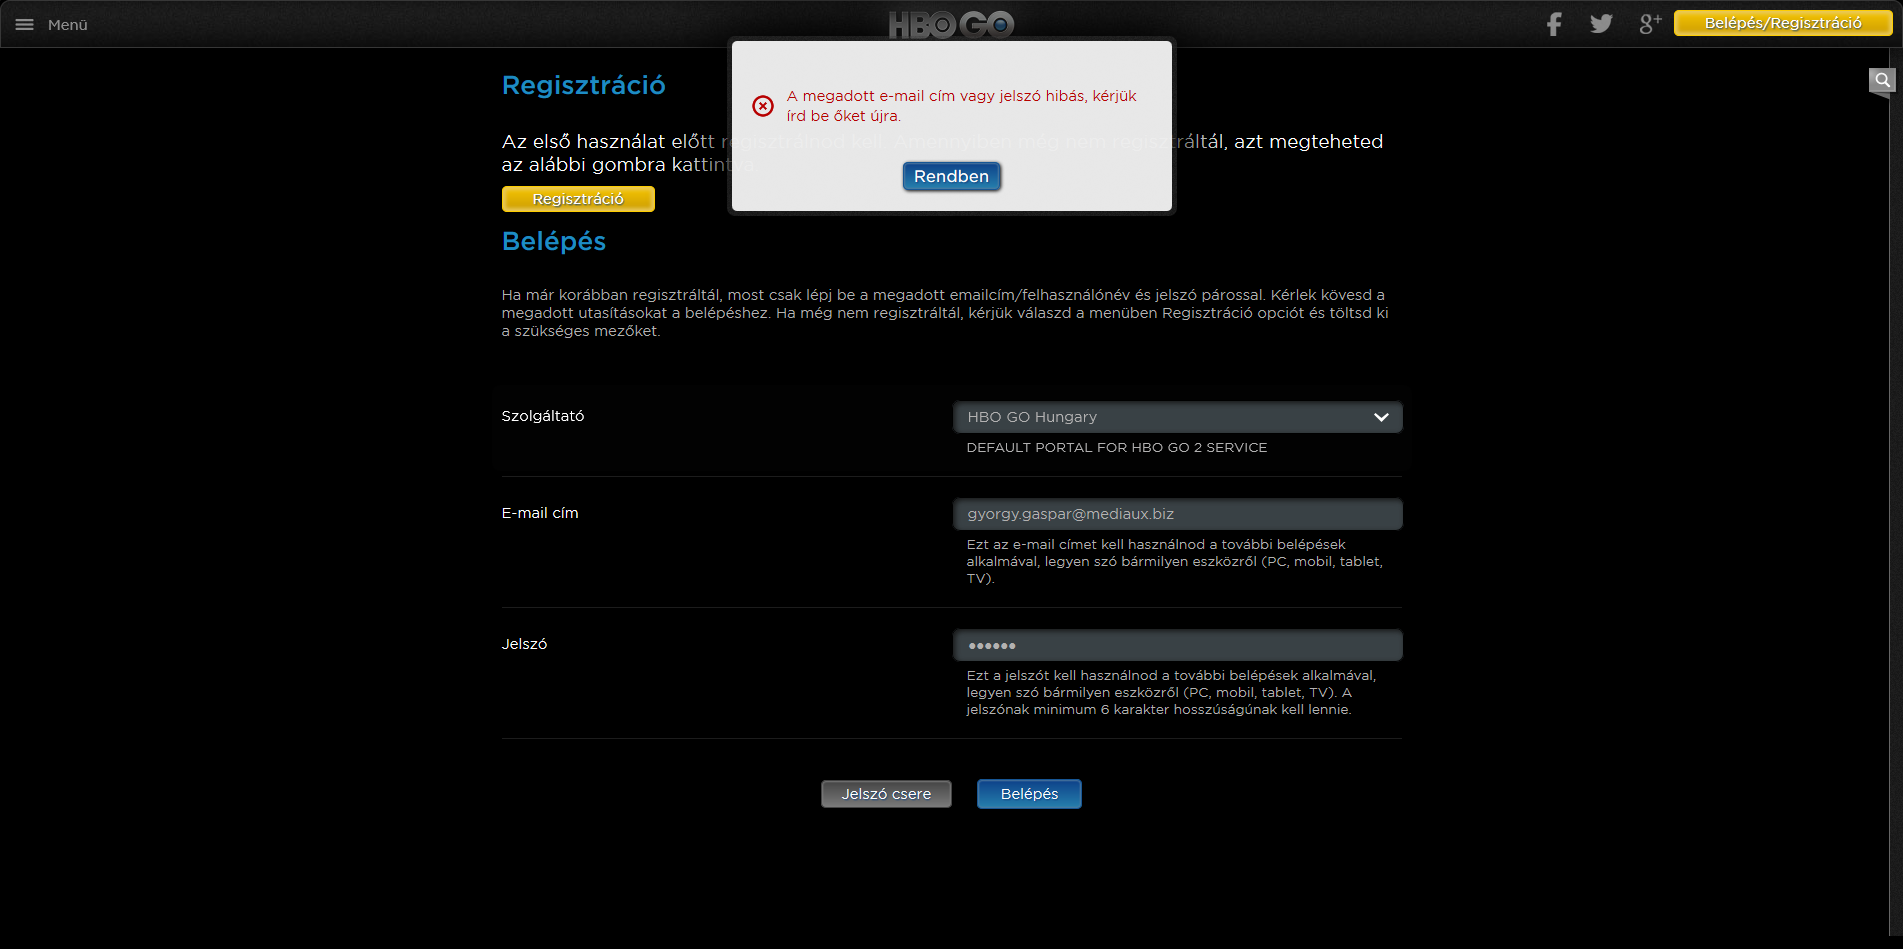 Menü
HBO GO
g+
Belépés/Regisztráció
A megadott e-mail cím vagy jelszó hibás, kérjük
írd be őket újra.
Rendben
Regisztráció
Az első használat előtt regisztrálnod kell. Amennyiben még nem regisztráltál, azt megteheted
az alábbi gombra kattintva.
Regisztráció
Belépés
Ha már korábban regisztráltál, most csak lépj be a megadott emailcím/felhasználónév és jelszó párossal. Kérlek kövesd a
megadott utasításokat a belépéshez. Ha még nem regisztráltál, kérjük válaszd a menüben Regisztráció opciót és töltsd ki
a szükséges mezőket.
Szolgáltató
HBO GO Hungary
DEFAULT PORTAL FOR HBO GO 2 SERVICE
E-mail cím
gyorgy.gaspar@mediaux.biz
Ezt az e-mail címet kell használnod a további belépések
alkalmával, legyen szó bármilyen eszközről (PC, mobil, tablet,
TV).
Jelszó
••••••
Ezt a jelszót kell használnod a további belépések alkalmával,
legyen szó bármilyen eszközről (PC, mobil, tablet, TV). A
jelszónak minimum 6 karakter hosszúságúnak kell lennie.
Jelszó csere
Belépés